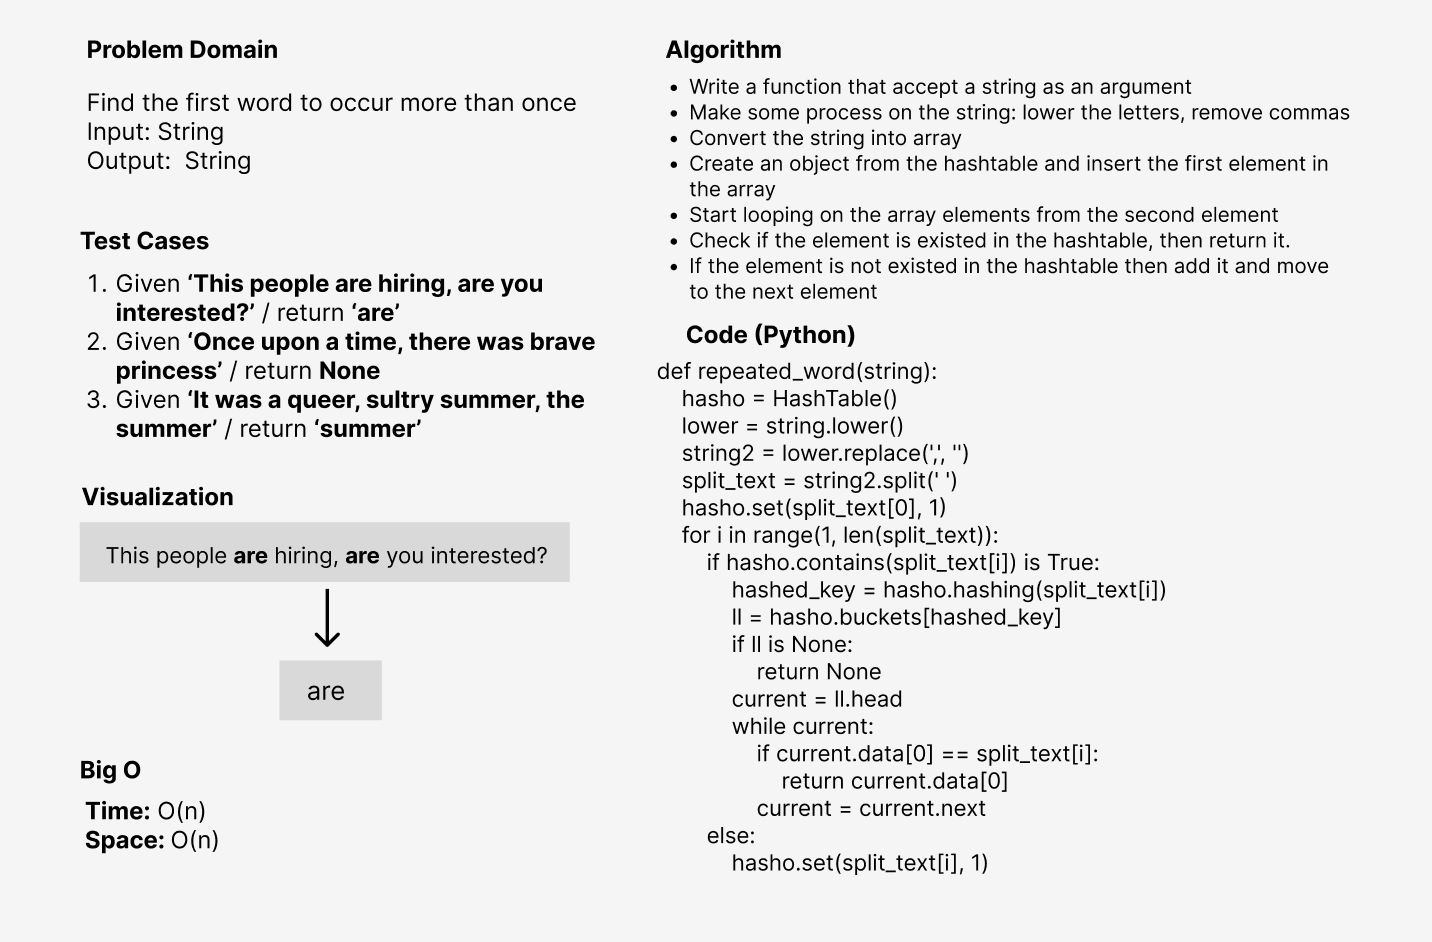 Problem Domain
Find the first word to occur more than once
Input: String
Output:  String
Test Cases
1. Given ‘This people are hiring, are you
interested?’ / return ‘are’
2. Given ‘Once upon a time, there was brave
princess’ / return None
3. Given ‘It was a queer, sultry summer, the
summer’ / return ‘summer’
Visualization
This people are hiring, are you interested?
are
Big O
Time: O(n)
Space: O(n)
Algorithm
• Write a function that accept a string as an argument
• Make some process on the string: lower the letters, remove commas
• Convert the string into array
• Create an object from the hashtable and insert the first element in
the array
• Start looping on the array elements from the second element
• Check if the element is existed in the hashtable, then return it.
• If the element is not existed in the hashtable then add it and move
to the next element
Code (Python)
def repeated_word(string):
    hasho = HashTable()
    lower = string.lower()
    string2 = lower.replace(',', '')
    split_text = string2.split(' ')
    hasho.set(split_text[0], 1)
    for i in range(1, len(split_text)):
        if hasho.contains(split_text[i]) is True:
            hashed_key = hasho.hashing(split_text[i])
            ll = hasho.buckets[hashed_key]
            if ll is None:
                return None
            current = ll.head
            while current:
                if current.data[0] == split_text[i]:
                    return current.data[0]
                current = current.next
        else:
            hasho.set(split_text[i], 1)